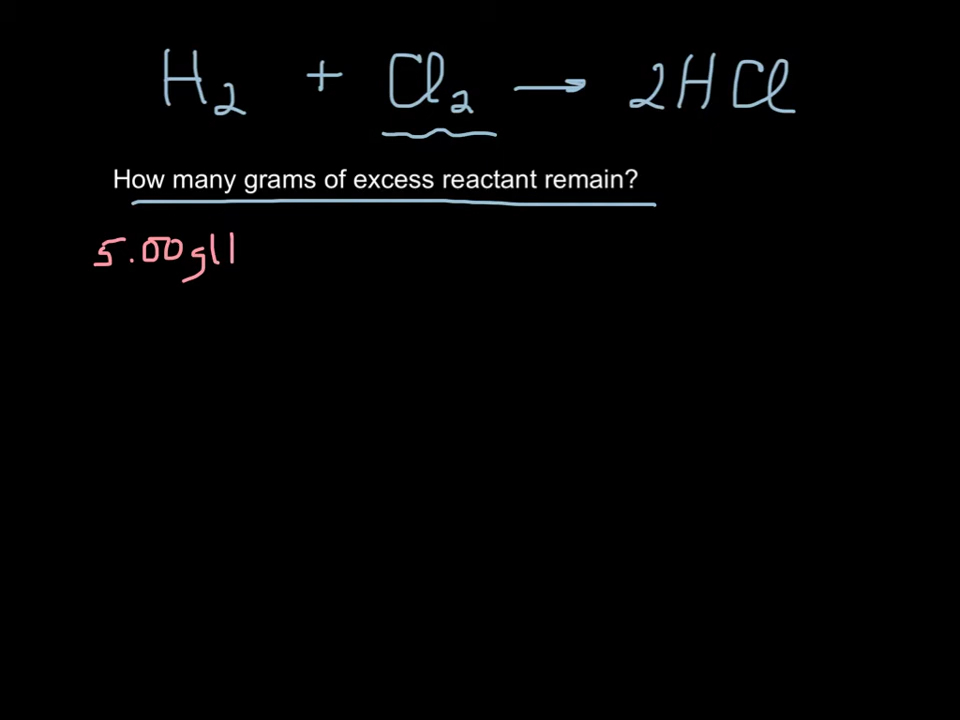 H₂ + Cl₂ → 2HCl
How many grams of excess reactant remain?
5.00g